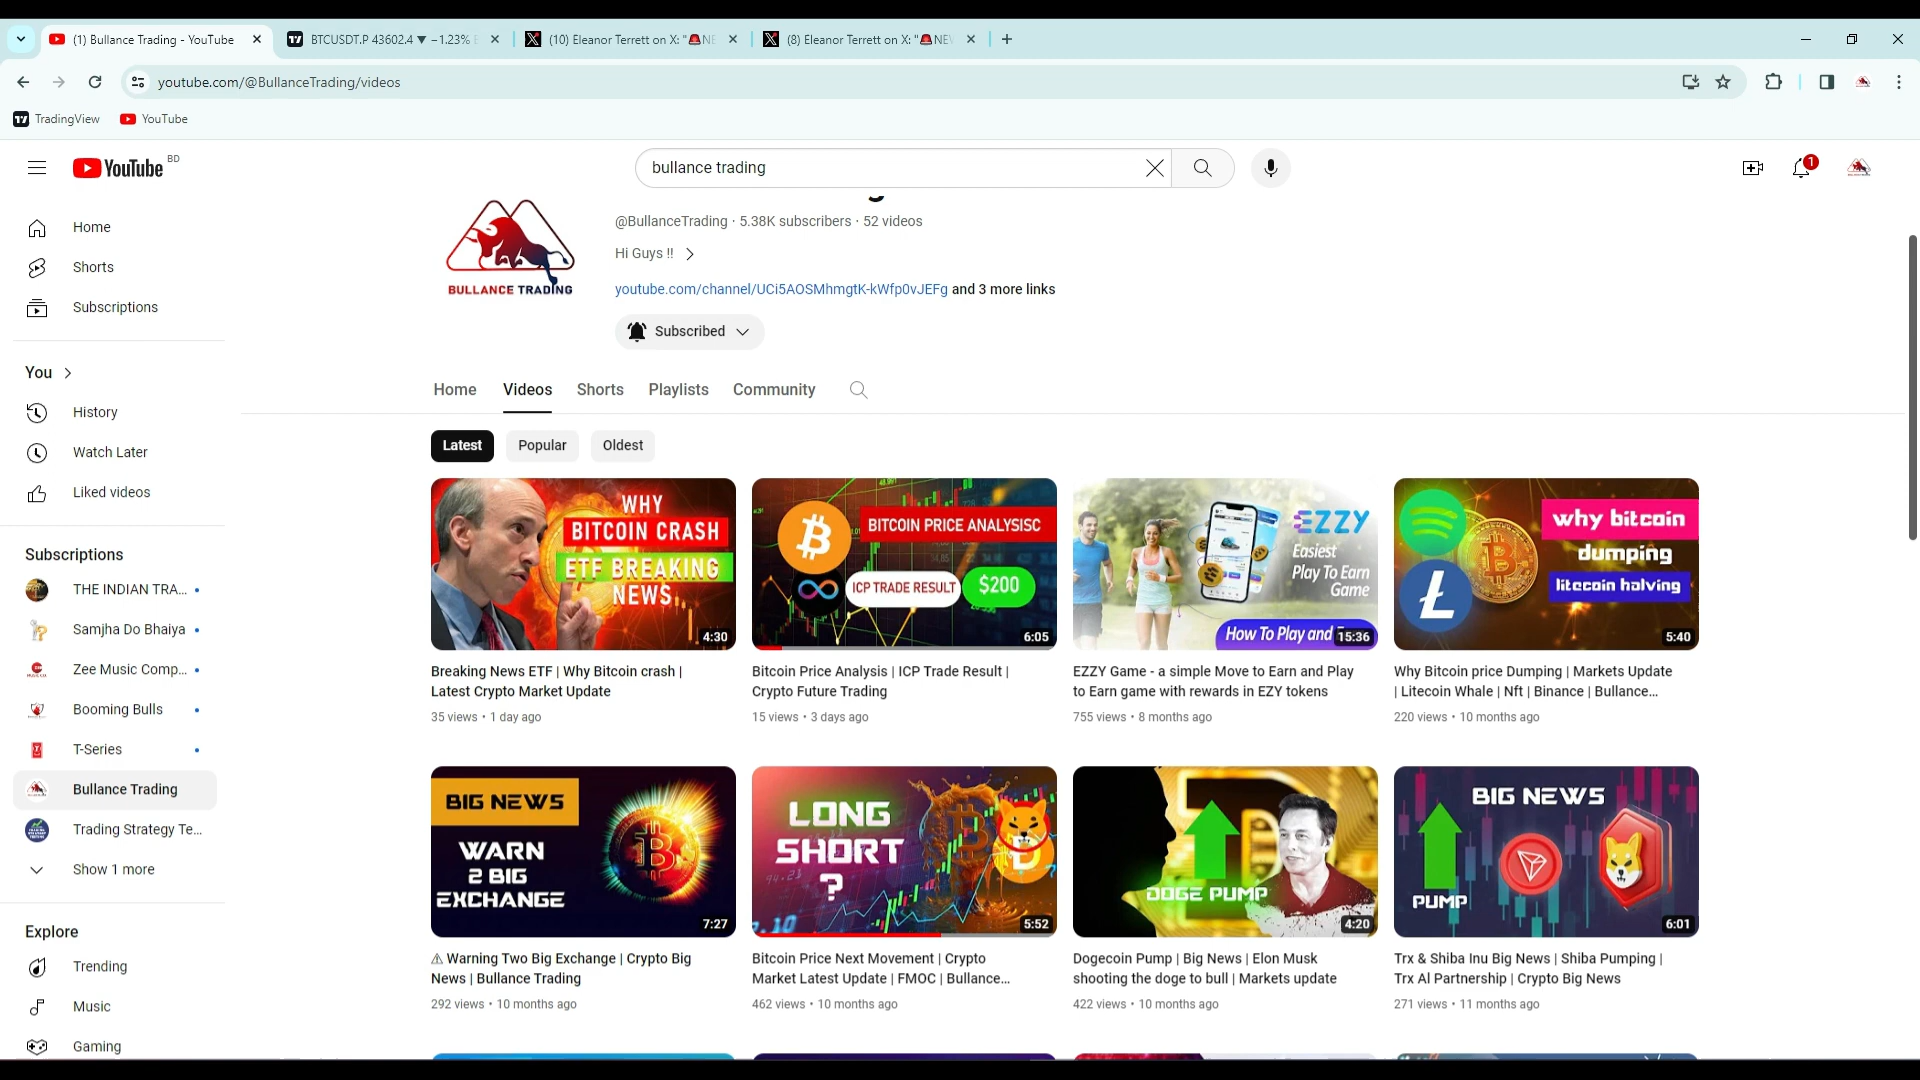 (1) Bullance Trading - YouTube
BTCUSDT.P 43602.4 ▼ −1.23%
(10) Eleanor Terrett on X: "🚨NE
(8) Eleanor Terrett on X: "🚨NEW
youtube.com/@BullanceTrading/videos
TradingView
YouTube
YouTube BD
bullance trading
1
Home
Shorts
Subscriptions
You
History
Watch Later
Liked videos
Subscriptions
THE INDIAN TRA...
Samjha Do Bhaiya
Zee Music Comp...
Booming Bulls
T-Series
Bullance Trading
Trading Strategy Te...
Show 1 more
Explore
Trending
Music
Gaming
BULLANCE TRADING
@BullanceTrading · 5.38K subscribers · 52 videos
Hi Guys !!
youtube.com/channel/UCi5AOSMhmgtK-kWfp0vJEFg and 3 more links
Subscribed
Home Videos Shorts Playlists Community
Latest Popular Oldest
WHY
BITCOIN CRASH
ETF BREAKING
NEWS
4:30
Breaking News ETF | Why Bitcoin crash |
Latest Crypto Market Update
35 views • 1 day ago
BITCOIN PRICE ANALYSISC
ICP TRADE RESULT
$200
6:05
Bitcoin Price Analysis | ICP Trade Result |
Crypto Future Trading
15 views • 3 days ago
EZZY
Easiest
Play To Earn
Game
How To Play and
15:36
EZZY Game - a simple Move to Earn and Play
to Earn game with rewards in EZY tokens
755 views • 8 months ago
why bitcoin
dumping
litecoin halving
5:40
Why Bitcoin price Dumping | Markets Update
| Litecoin Whale | Nft | Binance | Bullance...
220 views • 10 months ago
BIG NEWS
WARN
2 BIG
EXCHANGE
7:27
⚠ Warning Two Big Exchange | Crypto Big
News | Bullance Trading
292 views • 10 months ago
LONG
SHORT
?
5:52
Bitcoin Price Next Movement | Crypto
Market Latest Update | FMOC | Bullance...
462 views • 10 months ago
DOGE PUMP
4:20
Dogecoin Pump | Big News | Elon Musk
shooting the doge to bull | Markets update
422 views • 10 months ago
BIG NEWS
PUMP
6:01
Trx & Shiba Inu Big News | Shiba Pumping |
Trx AI Partnership | Crypto Big News
271 views • 11 months ago